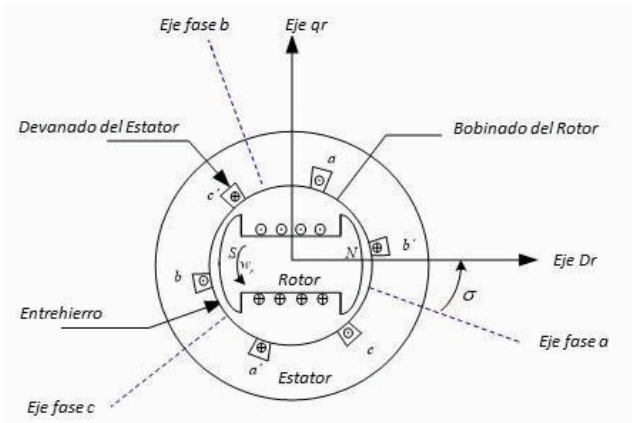 Eje fase b
Eje qr
Devanado del Estator
Bobinado del Rotor
a
c'
b'
S
N
w_r
Eje Dr
b
Rotor
σ
Entrehierro
c
Eje fase a
a'
Estator
Eje fase c